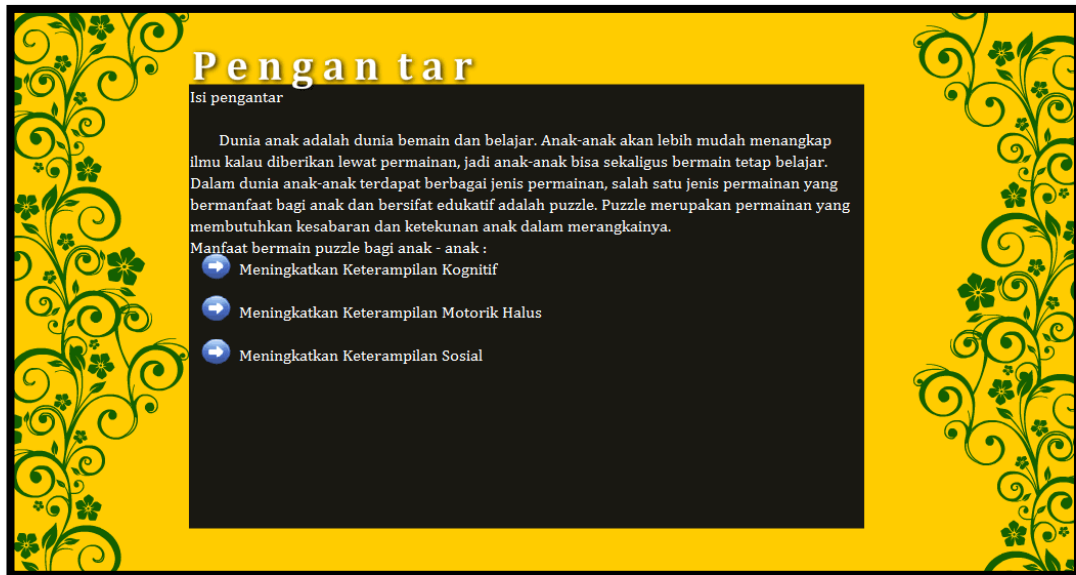 Pengantar
Isi pengantar
Dunia anak adalah dunia bemain dan belajar. Anak-anak akan lebih mudah menangkap
ilmu kalau diberikan lewat permainan, jadi anak-anak bisa sekaligus bermain tetap belajar.
Dalam dunia anak-anak terdapat berbagai jenis permainan, salah satu jenis permainan yang
bermanfaat bagi anak dan bersifat edukatif adalah puzzle. Puzzle merupakan permainan yang
membutuhkan kesabaran dan ketekunan anak dalam merangkainya.
Manfaat bermain puzzle bagi anak - anak :
Meningkatkan Keterampilan Kognitif
Meningkatkan Keterampilan Motorik Halus
Meningkatkan Keterampilan Sosial